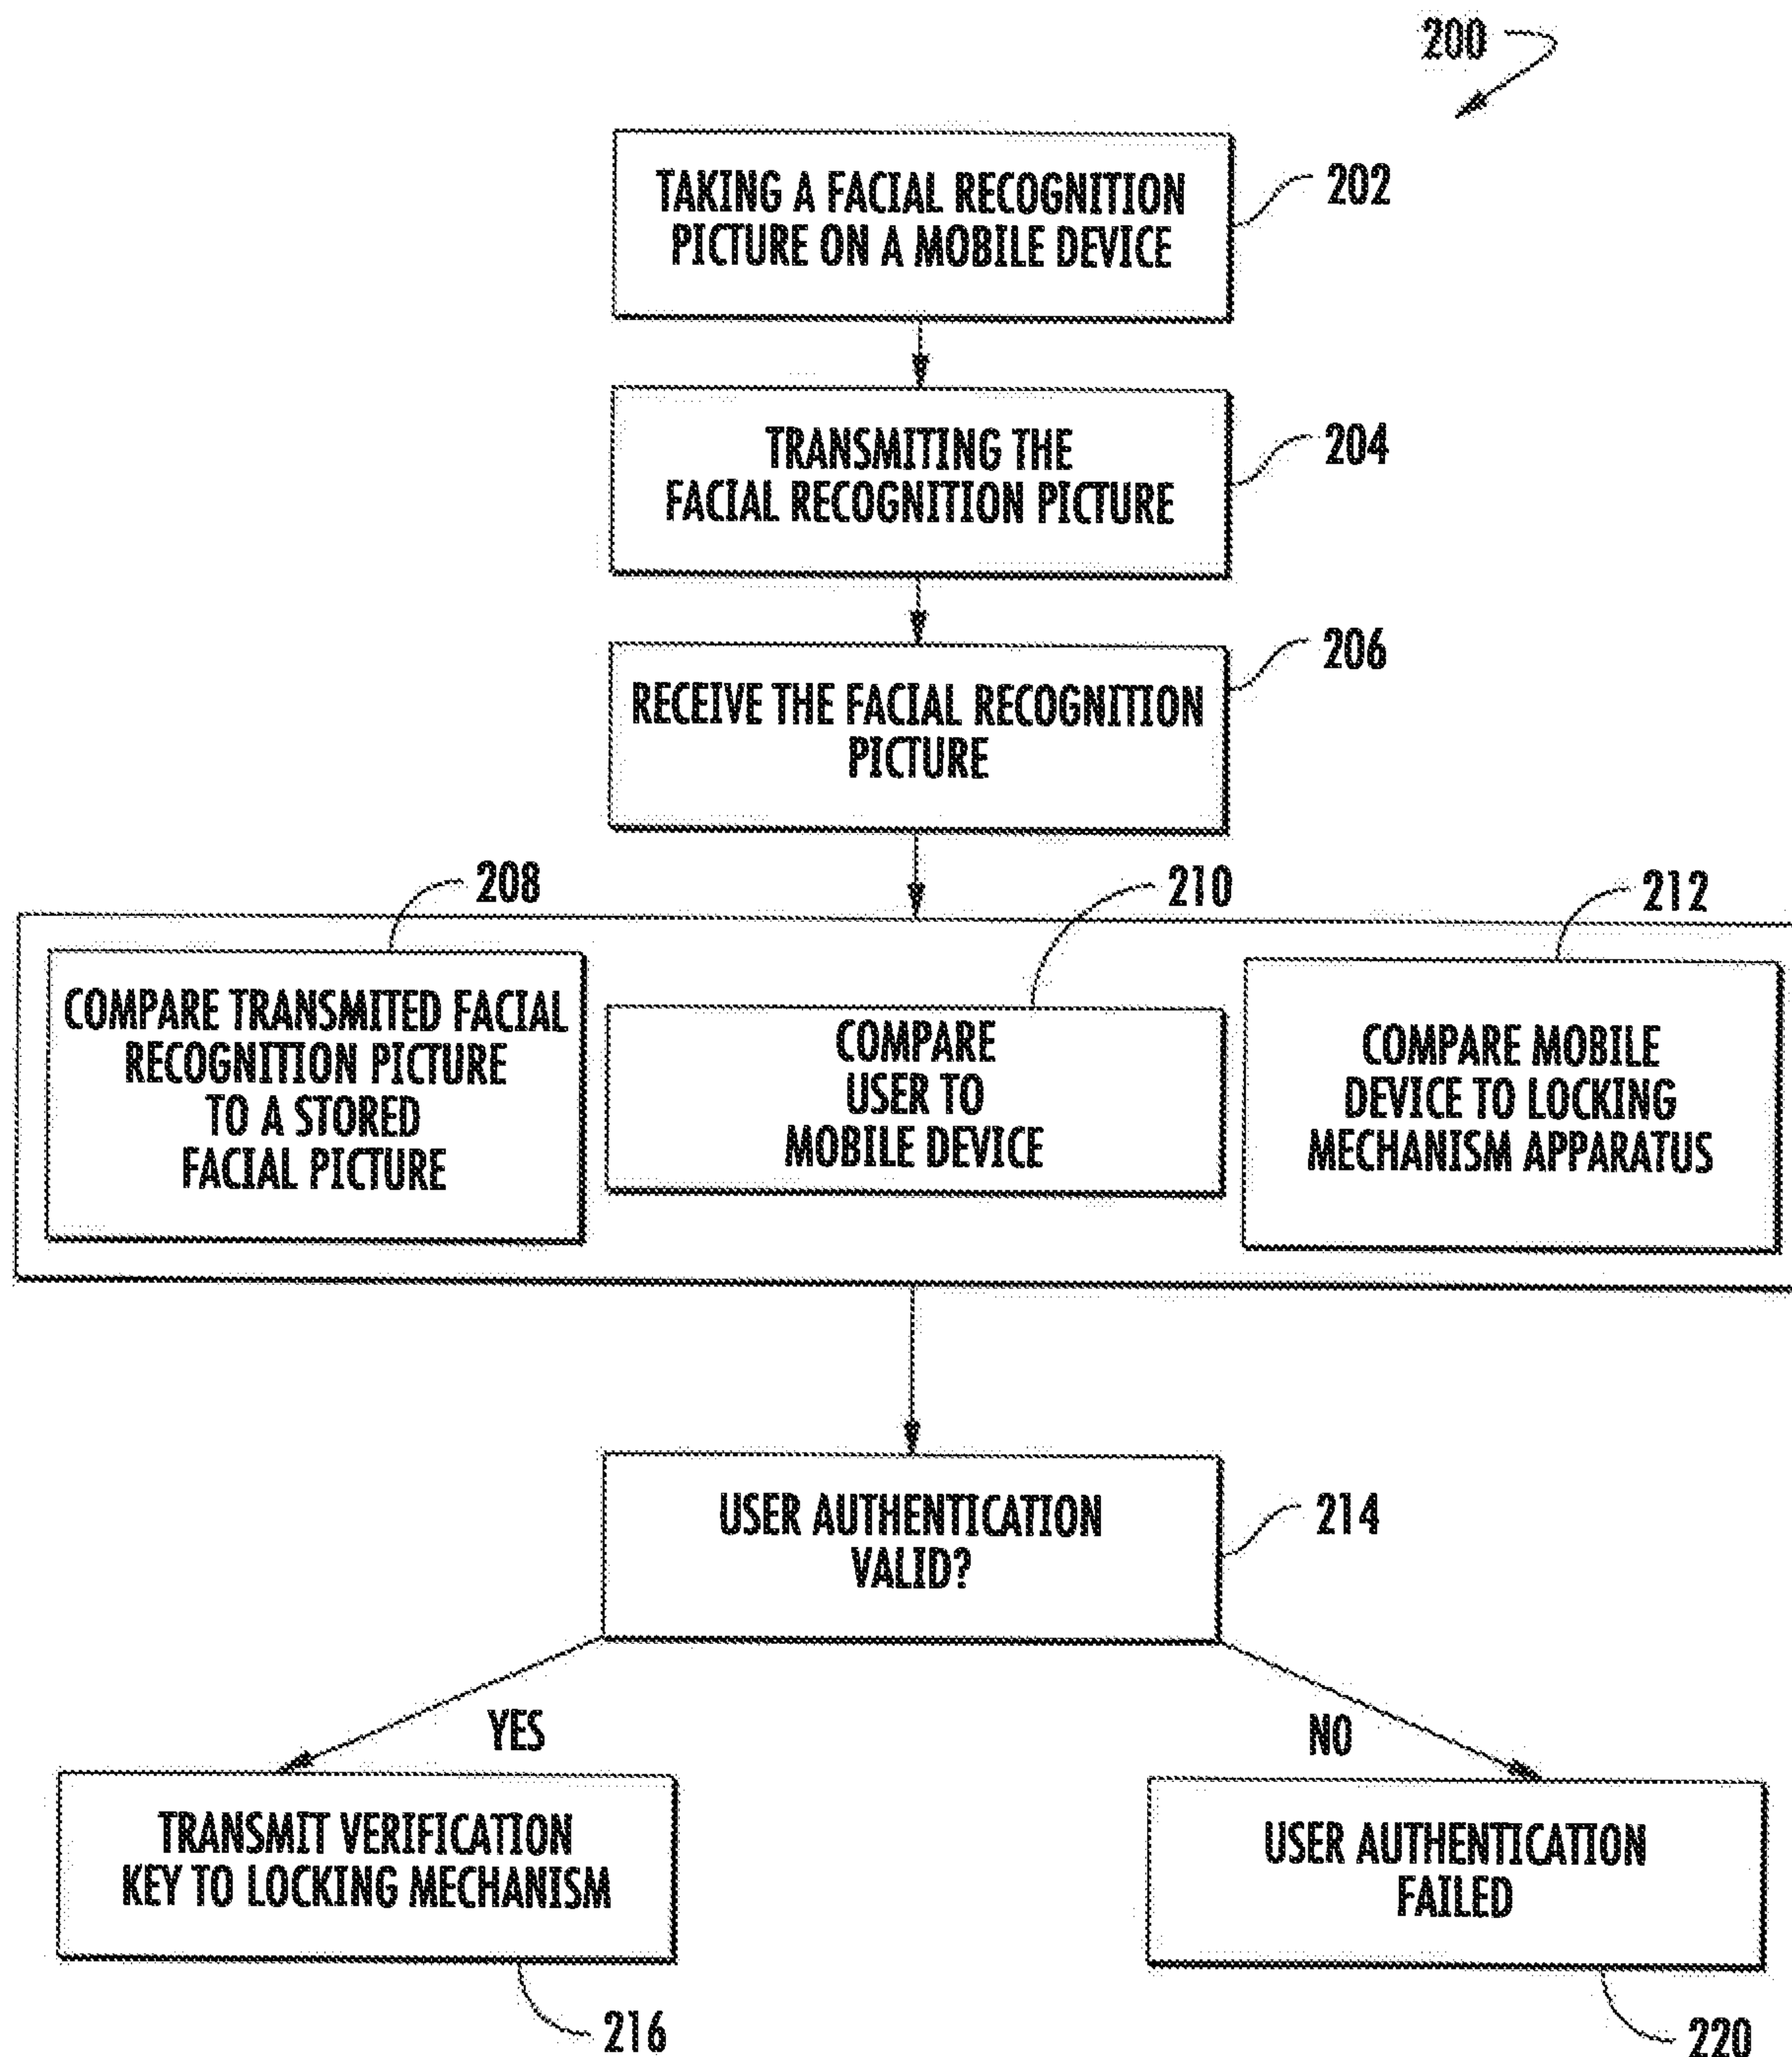 200
TAKING A FACIAL RECOGNITION
PICTURE ON A MOBILE DEVICE
202
TRANSMITING THE
FACIAL RECOGNITION PICTURE
204
RECEIVE THE FACIAL RECOGNITION
PICTURE
206
208
COMPARE TRANSMITED FACIAL
RECOGNITION PICTURE
TO A STORED
FACIAL PICTURE
210
COMPARE
USER TO
MOBILE DEVICE
212
COMPARE MOBILE
DEVICE TO LOCKING
MECHANISM APPARATUS
USER AUTHENTICATION
VALID?
214
YES
NO
TRANSMIT VERIFICATION
KEY TO LOCKING MECHANISM
216
USER AUTHENTICATION
FAILED
220